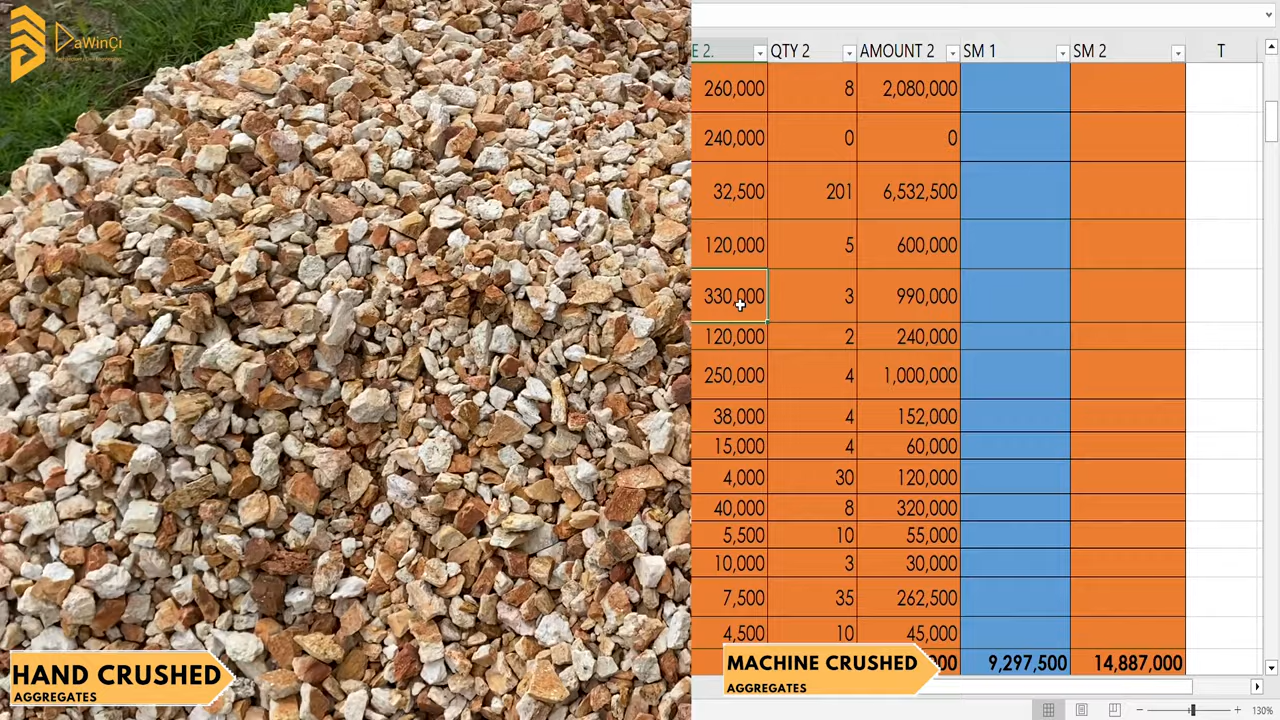 DaWinÇi
E 2. QTY 2 AMOUNT 2 SM 1 SM 2 T
260,000 8 2,080,000
240,000 0 0
32,500 201 6,532,500
120,000 5 600,000
330,000 3 990,000
120,000 2 240,000
250,000 4 1,000,000
38,000 4 152,000
15,000 4 60,000
4,000 30 120,000
40,000 8 320,000
5,500 10 55,000
10,000 3 30,000
7,500 35 262,500
4,500 10 45,000
00 9,297,500 14,887,000
HAND CRUSHED
AGGREGATES
MACHINE CRUSHED
AGGREGATES
130%